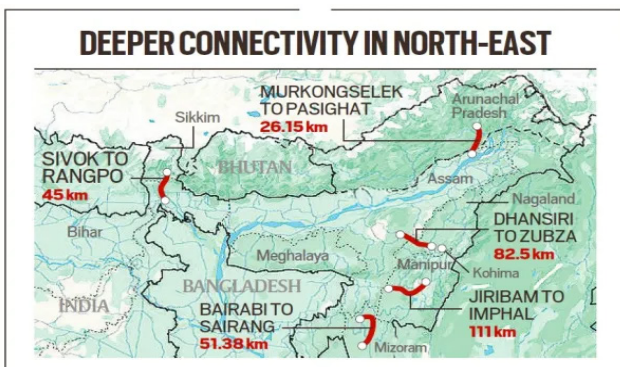 DEEPER CONNECTIVITY IN NORTH-EAST
MURKONGSELEK
TO PASIGHAT
26.15 km
Arunachal
Pradesh
Sikkim
SIVOK TO
RANGPO
45 km
BHUTAN
Assam
Nagaland
Bihar
DHANSIRI
TO ZUBZA
82.5 km
Meghalaya
Manipur
Kohima
INDIA
BANGLADESH
BAIRABI TO
SAIRANG
51.38 km
JIRIBAM TO
IMPHAL
111 km
Mizoram